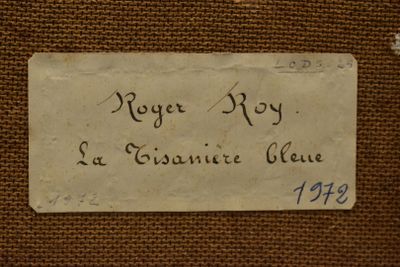 LODS. 29
Roger Roy.
La Tisanière bleue
1972
1972